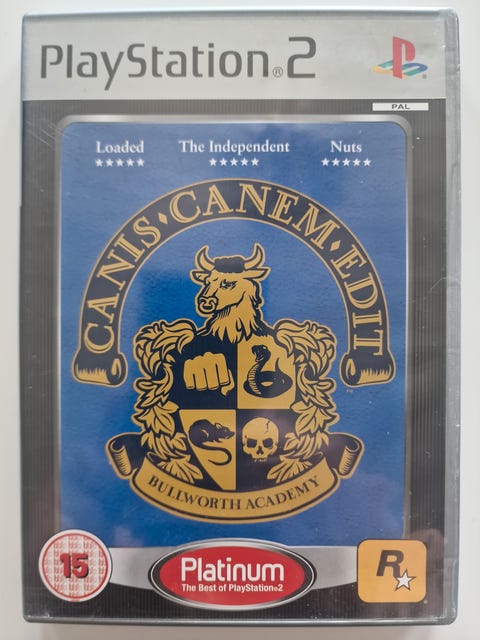 PlayStation®2
PAL
Loaded The Independent Nuts
★★★★★ ★★★★★ ★★★★★
CANIS·CANEM·EDIT
™
BULLWORTH ACADEMY
15
Platinum
The Best of PlayStation®2
R★